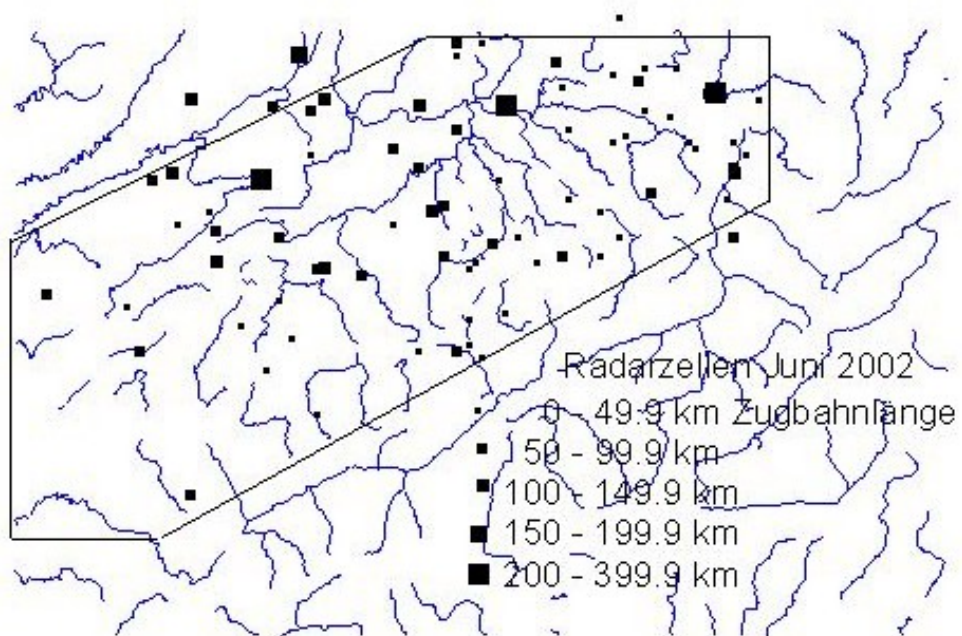 Radarzellen Juni 2002
0 - 49.9 km Zugbahnlänge
50 - 99.9 km
100 - 149.9 km
150 - 199.9 km
200 - 399.9 km